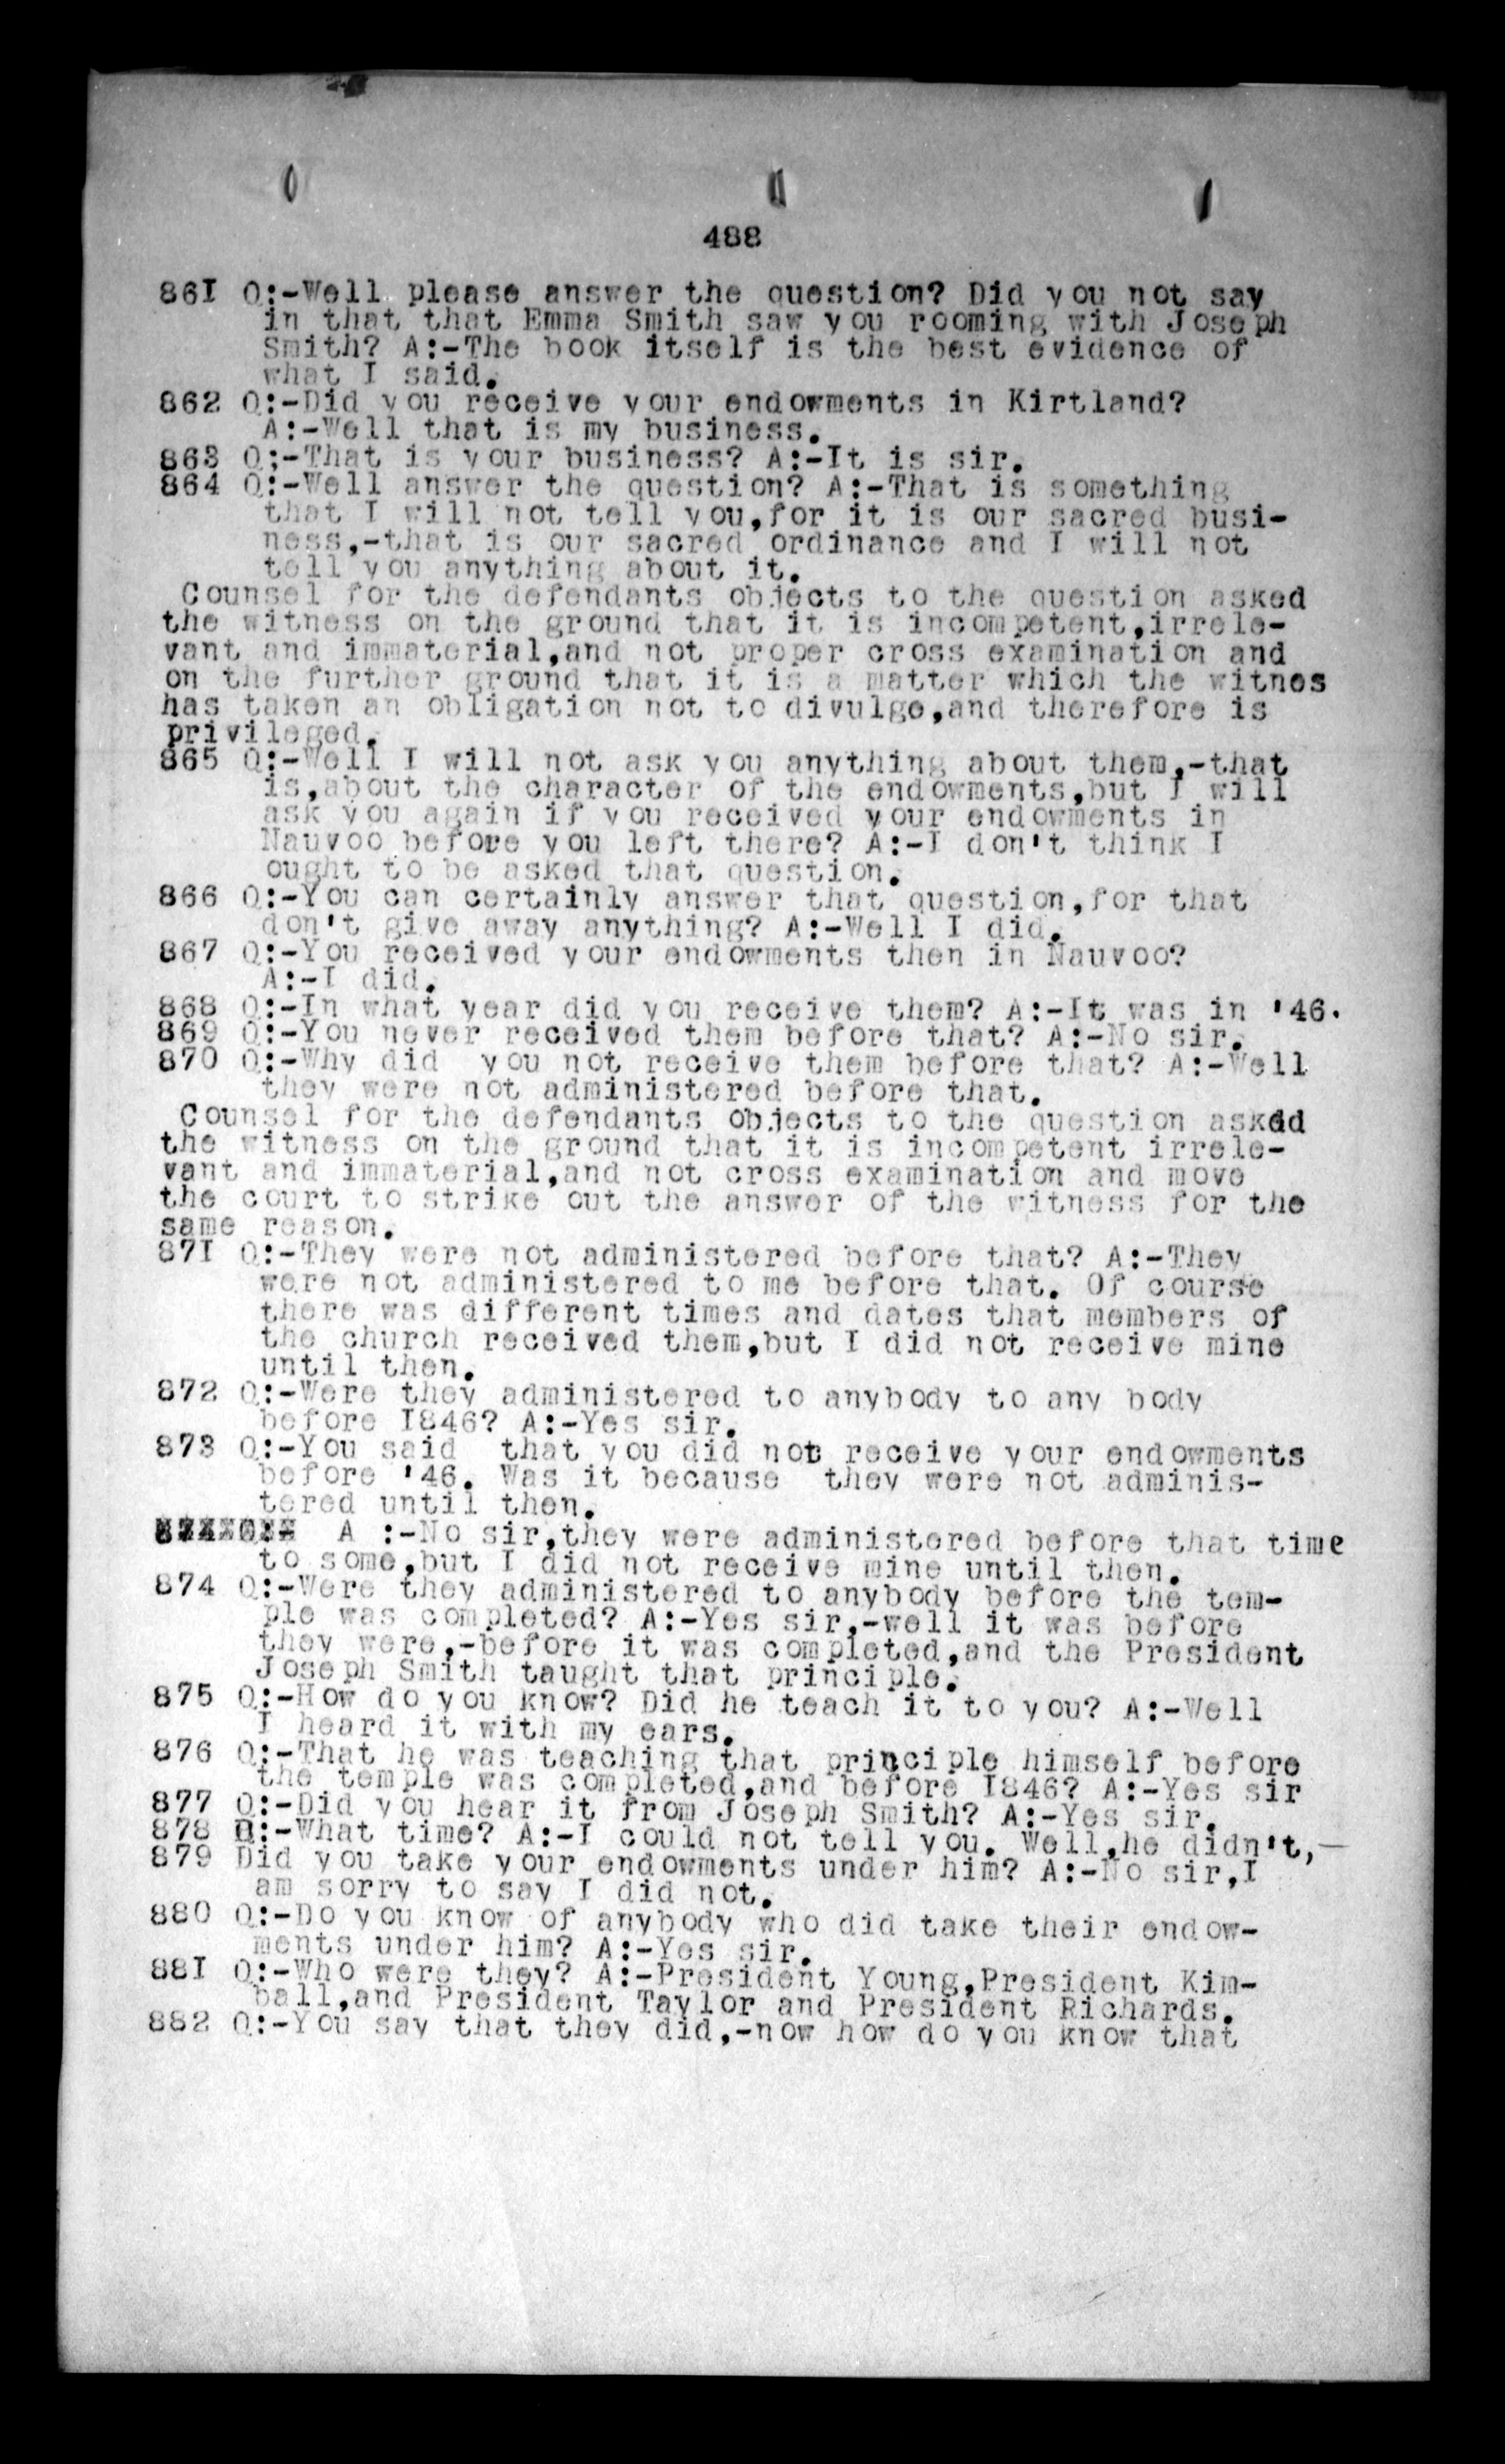 488
861 Q:-Well please answer the question? Did you not say
in that that Emma Smith saw you rooming with Joseph
Smith? A:-The book itself is the best evidence of
what I said.
862 Q:-Did you receive your endowments in Kirtland?
A:-Well that is my business.
863 Q:-That is your business? A:-It is sir.
864 Q:-Well answer the question? A:-That is something
that I will not tell you,for it is our sacred busi-
ness,-that is our sacred ordinance and I will not
tell you anything about it.
Counsel for the defendants objects to the question asked
the witness on the ground that it is incompetent,irrele-
vant and immaterial,and not proper cross examination and
on the further ground that it is a matter which the witnes
has taken an obligation not to divulge,and therefore is
privileged.
865 Q:-Well I will not ask you anything about them,-that
is,about the character of the endowments,but I will
ask you again if you received your endowments in
Nauvoo before you left there? A:-I don't think I
ought to be asked that question.
866 Q:-You can certainly answer that question,for that
don't give away anything? A:-Well I did.
867 Q:-You received your endowments then in Nauvoo?
A:-I did.
868 Q:-In what year did you receive them? A:-It was in '46.
869 Q:-You never received them before that? A:-No sir.
870 Q:-Why did you not receive them before that? A:-Well
they were not administered before that.
Counsel for the defendants objects to the question askdd
the witness on the ground that it is incompetent irrele-
vant and immaterial,and not cross examination and move
the court to strike out the answer of the witness for the
same reason.
871 Q:-They were not administered before that? A:-They
were not administered to me before that. Of course
there was different times and dates that members of
the church received them,but I did not receive mine
until then.
872 Q:-Were they administered to anybody to any body
before 1846? A:-Yes sir.
873 Q:-You said that you did not receive your endowments
before '46. Was it because they were not adminis-
tered until then.
A :-No sir,they were administered before that time
to some,but I did not receive mine until then.
874 Q:-Were they administered to anybody before the tem-
ple was completed? A:-Yes sir,-well it was before
they were,-before it was completed,and the President
Joseph Smith taught that principle.
875 Q:-How do you know? Did he teach it to you? A:-Well
I heard it with my ears.
876 Q:-That he was teaching that principle himself before
the temple was completed,and before 1846? A:-Yes sir
877 Q:-Did you hear it from Joseph Smith? A:-Yes sir.
878 Q:-What time? A:-I could not tell you. Well,he didn't,—
879 Did you take your endowments under him? A:-No sir,I
am sorry to say I did not.
880 Q:-Do you know of anybody who did take their endow-
ments under him? A:-Yes sir.
881 Q:-Who were they? A:-President Young,President Kim-
ball,and President Taylor and President Richards.
882 Q:-You say that they did,-now how do you know that